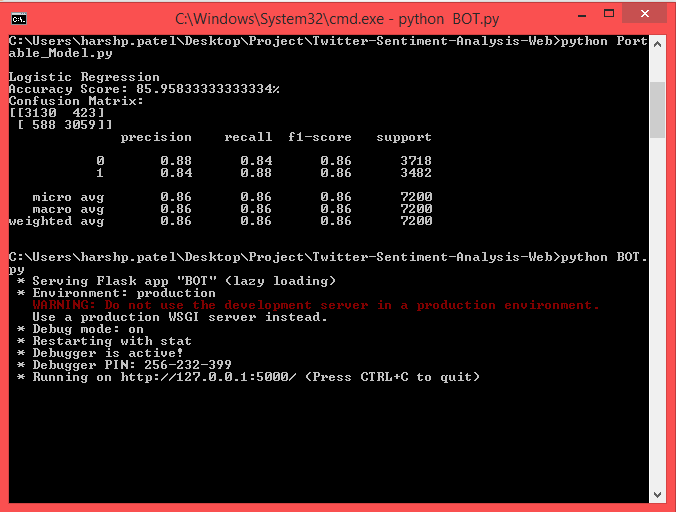 C:\Windows\System32\cmd.exe - python BOT.py
C:\Users\harshp.patel\Desktop\Project\Twitter-Sentiment-Analysis-Web>python Port
able_Model.py
Logistic Regression
Accuracy Score: 85.95833333333334%
Confusion Matrix:
[[3130 423]
[ 588 3059]]
precision recall f1-score support
0 0.88 0.84 0.86 3718
1 0.84 0.88 0.86 3482
micro avg 0.86 0.86 0.86 7200
macro avg 0.86 0.86 0.86 7200
weighted avg 0.86 0.86 0.86 7200
C:\Users\harshp.patel\Desktop\Project\Twitter-Sentiment-Analysis-Web>python BOT.
py
* Serving Flask app "BOT" (lazy loading)
* Environment: production
WARNING: Do not use the development server in a production environment.
Use a production WSGI server instead.
* Debug mode: on
* Restarting with stat
* Debugger is active!
* Debugger PIN: 256-232-399
* Running on http://127.0.0.1:5000/ (Press CTRL+C to quit)